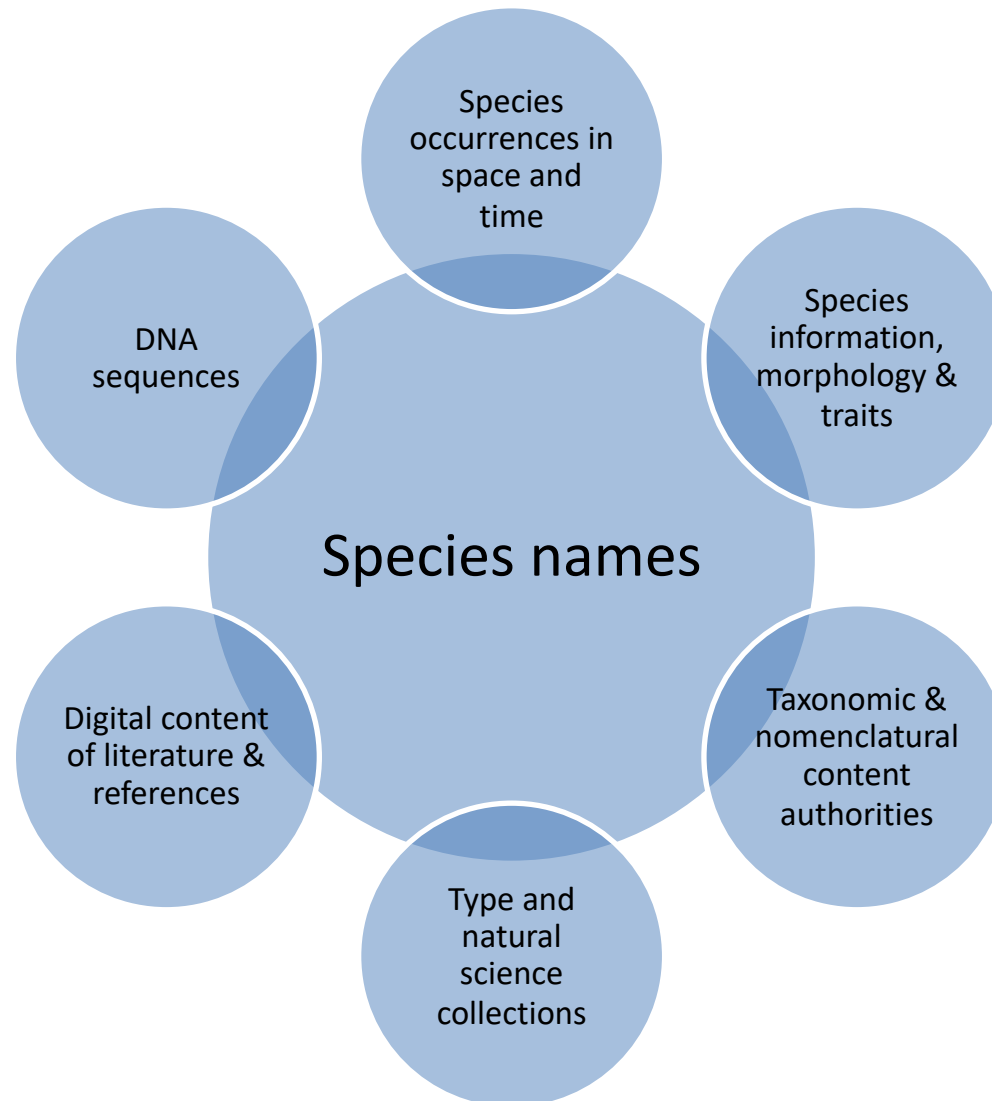 Species
occurrences in
space and
time
Species
information,
morphology &
traits
DNA
sequences
Species names
Taxonomic &
nomenclatural
content
authorities
Digital content
of literature &
references
Type and
natural
science
collections